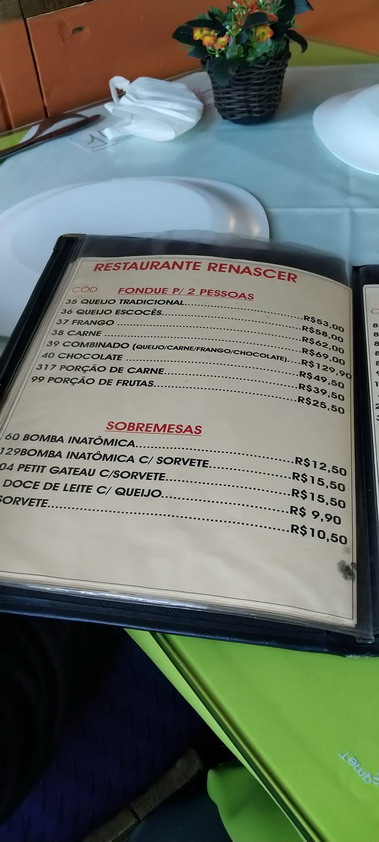 RESTAURANTE RENASCER
CÓD FONDUE P/ 2 PESSOAS
35 QUEIJO TRADICIONAL...R$53,00
36 QUEIJO ESCOCÊS...R$58,00
37 FRANGO...R$62,00
38 CARNE...R$69,00
39 COMBINADO (QUEIJO/CARNE/FRANGO/CHOCOLATE)...R$129,90
40 CHOCOLATE...R$49,50
317 PORÇÃO DE CARNE...R$39,50
99 PORÇÃO DE FRUTAS...R$25,50
SOBREMESAS
60 BOMBA INATÔMICA...R$12,50
129BOMBA INATÔMICA C/ SORVETE...R$15,50
04 PETIT GATEAU C/SORVETE...R$15,50
DOCE DE LEITE C/ QUEIJO...R$ 9,90
SORVETE...R$10,50